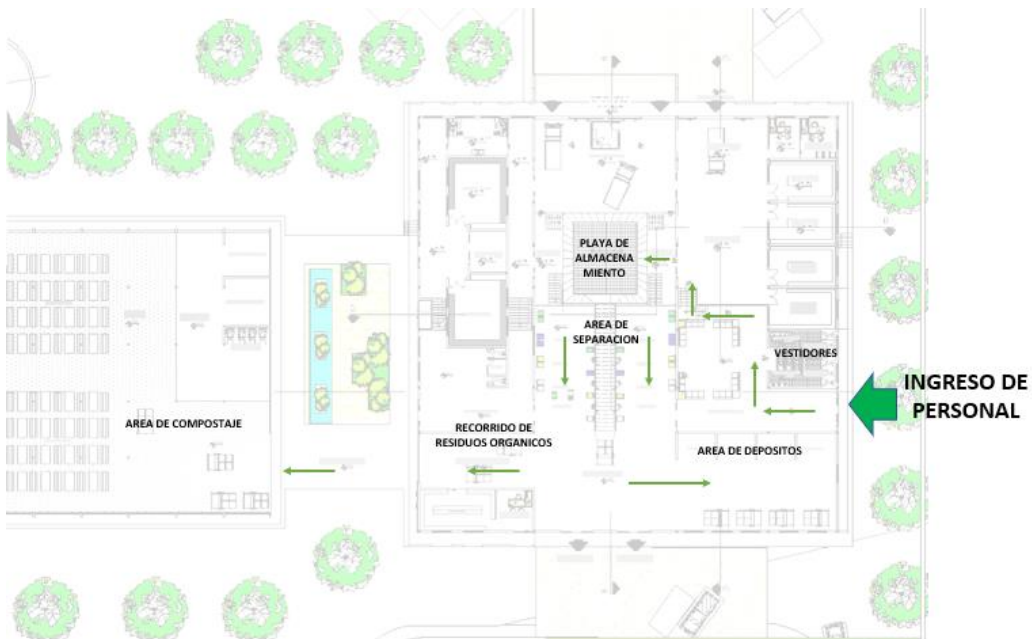 PLAYA DE
ALMACENA
MIENTO
AREA DE
SEPARACION
VESTIDORES
INGRESO DE
PERSONAL
AREA DE COMPOSTAJE
RECORRIDO DE
RESIDUOS ORGANICOS
AREA DE DEPOSITOS